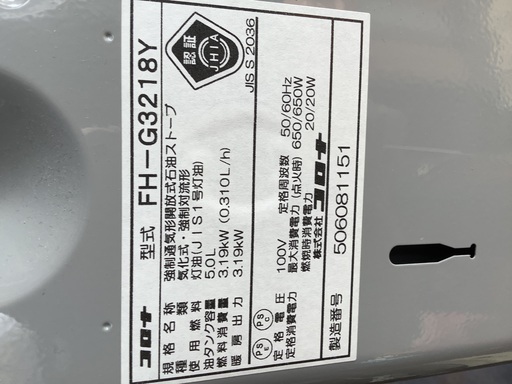 コロナ 型式 FH-G3218Y
規格名称 強制通気形開放式石油ストーブ
種類 気化式・強制対流形
使用燃料 灯油(JIS1号灯油)
油タンク容量 5.0L
燃料消費量 3.19kW (0.310L/h)
暖房出力 3.19kW
認証
JHIA
JIS S 2036
PS E PS C
定格電圧 100V 定格周波数 50/60Hz
定格消費電力 最大消費電力(点火時) 650/650W
燃焼時消費電力 20/20W
株式会社 コロナ
製造番号 506081151